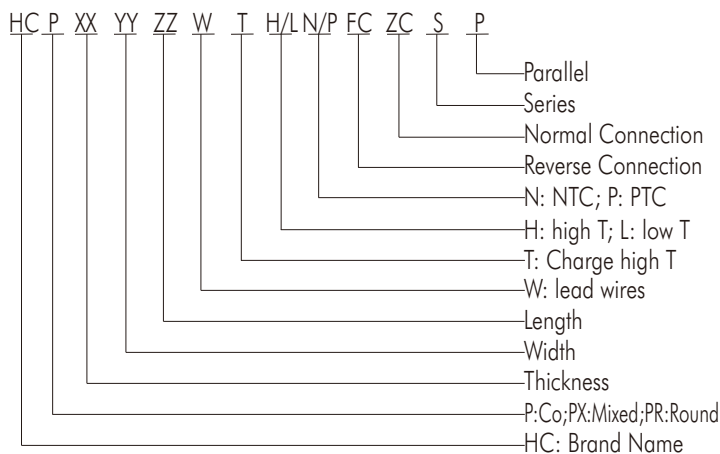 HC P XX YY ZZ W T H/L N/P FC ZC S P
Parallel
Series
Normal Connection
Reverse Connection
N: NTC; P: PTC
H: high T; L: low T
T: Charge high T
W: lead wires
Length
Width
Thickness
P:Co;PX:Mixed;PR:Round
HC: Brand Name